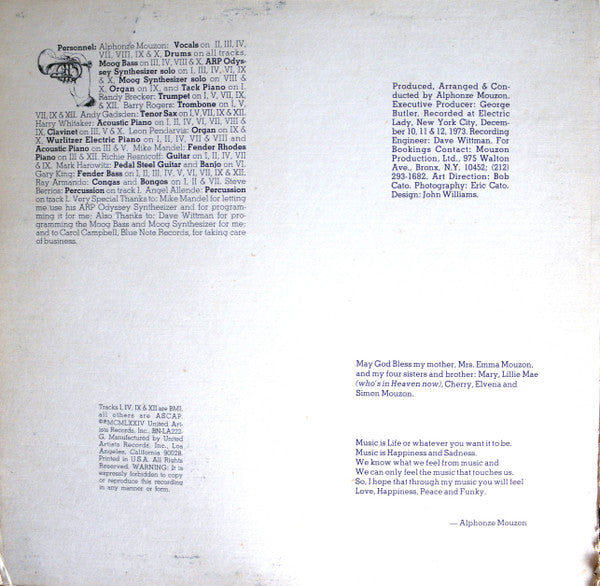 Personnel: Alphonze Mouzon: Vocals on II, III, IV,
VII, VIII, IX & X, Drums on all tracks,
Moog Bass on III, IV, VIII & X, ARP Odys-
sey Synthesizer solo on I, III, IV, VI, IX
& X, Moog Synthesizer solo on VIII &
X, Organ on IX, and Tack Piano on I.
Randy Brecker: Trumpet on I, V, VII, IX,
& XII. Barry Rogers: Trombone on I, V,
VII, IX & XII. Andy Gadsden: Tenor Sax on I,V,VII, IX & XII.
Harry Whitaker: Acoustic Piano on I, II, IV, VI, VII, VIII &
IX, Clavinet on III, V & X. Leon Pendarvis: Organ on IX &
X, Wurlitzer Electric Piano on I, II, IV, VI, VII, VIII and
Acoustic Piano on III & V. Mike Mandel: Fender Rhodes
Piano on III & XII. Richie Resnicoff: Guitar on I, II, IV, VII
& IX. Mark Horowitz: Pedal Steel Guitar and Banjo on VI.
Gary King: Fender Bass on I, II, III, IV, V, VII, IX & XII.
Ray Armando: Congas and Bongos on I, II & VII. Steve
Berrios: Percussion on track I. Angel Allende: Percussion
on track I. Very Special Thanks to: Mike Mandel for letting
me use his ARP Odyssey Synthesizer and for program-
ming it for me; Also Thanks to: Dave Wittman for pro-
gramming the Moog Bass and Moog Synthesizer for me;
and to Carol Campbell, Blue Note Records, for taking care
of business.
Produced, Arranged & Con-
ducted by Alphonze Mouzon.
Executive Producer: George
Butler. Recorded at Electric
Lady, New York City, Decem-
ber 10, 11 & 12, 1973. Recording
Engineer: Dave Wittman. For
Bookings Contact: Mouzon
Production, Ltd., 975 Walton
Ave., Bronx, N.Y. 10452; (212)
293-1682. Art Direction: Bob
Cato. Photography: Eric Cato.
Design: John Williams.
May God Bless my mother, Mrs. Emma Mouzon,
and my four sisters and brother: Mary, Lillie Mae
(who's in Heaven now), Cherry, Elvena and
Simon Mouzon.
Tracks I, IV, IX & XII are BMI,
all others are ASCAP.
©℗MCMLXXIV United Art-
ists Records, Inc., BN-LA222-
G. Manufactured by United
Artists Records, Inc., Los
Angeles, California 90028.
Printed in U.S.A. All Rights
Reserved. WARNING: It is
expressly forbidden to copy
or reproduce this recording
in any manner or form.
Music is Life or whatever you want it to be.
Music is Happiness and Sadness.
We know what we feel from music and
We can only feel the music that touches us.
So, I hope that through my music you will feel
Love, Happiness, Peace and Funky.
— Alphonze Mouzon